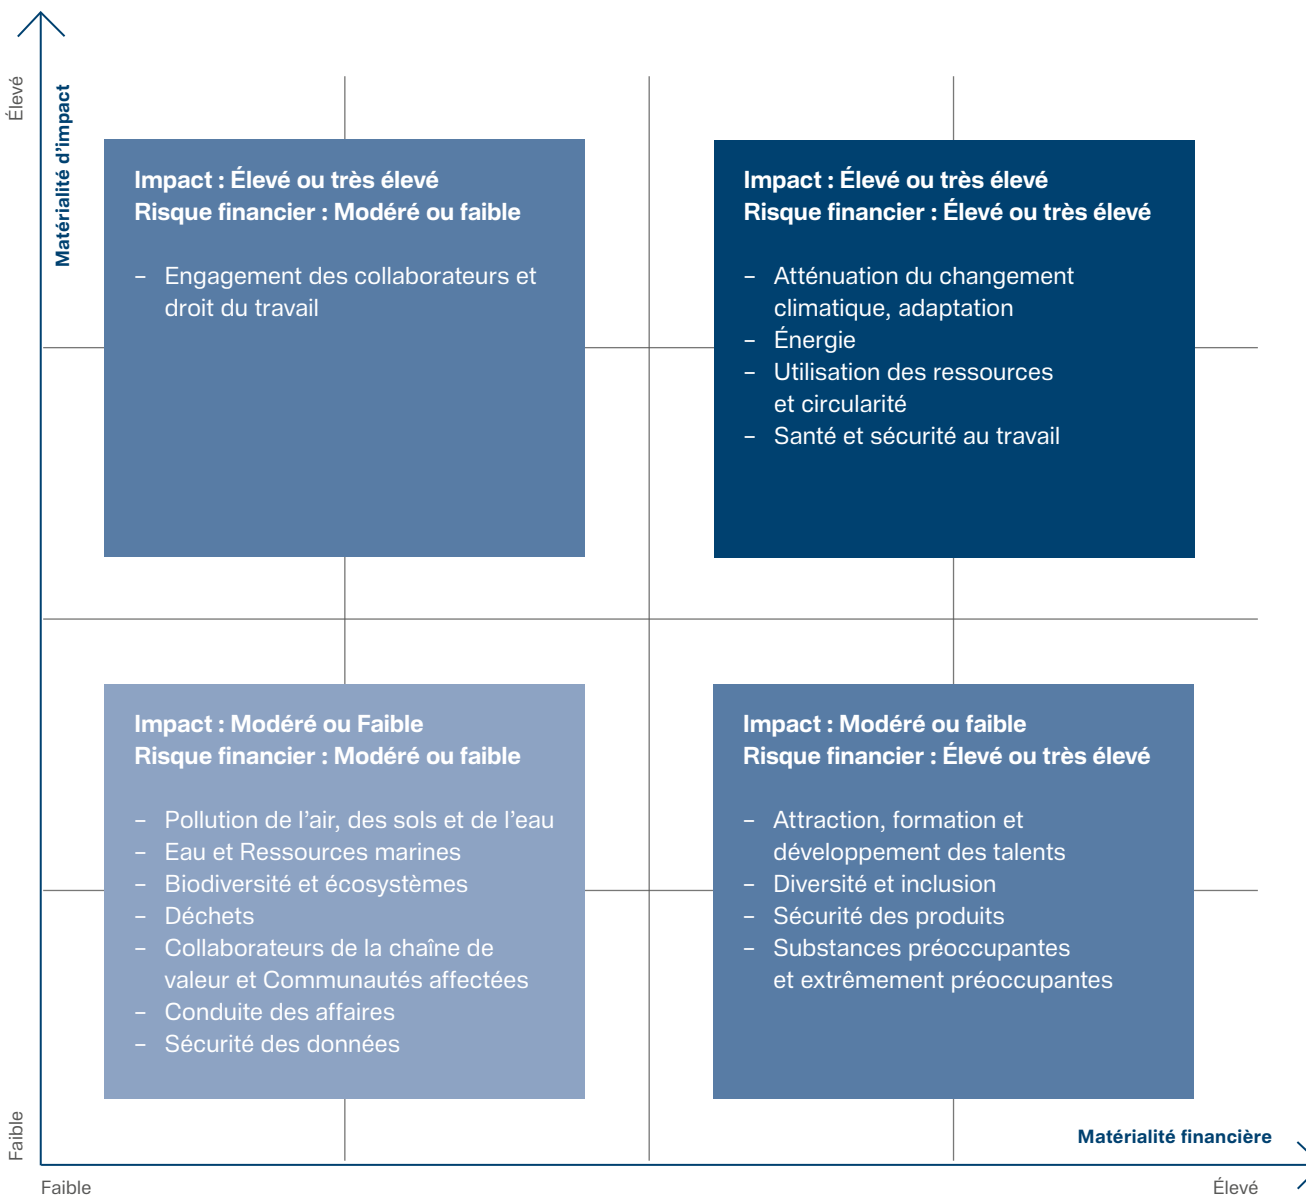 Élevé
Matérialité d’impact
Impact : Élevé ou très élevé
Risque financier : Modéré ou faible
– Engagement des collaborateurs et
droit du travail
Impact : Élevé ou très élevé
Risque financier : Élevé ou très élevé
– Atténuation du changement
climatique, adaptation
– Énergie
– Utilisation des ressources
et circularité
– Santé et sécurité au travail
Impact : Modéré ou Faible
Risque financier : Modéré ou faible
– Pollution de l’air, des sols et de l’eau
– Eau et Ressources marines
– Biodiversité et écosystèmes
– Déchets
– Collaborateurs de la chaîne de
valeur et Communautés affectées
– Conduite des affaires
– Sécurité des données
Impact : Modéré ou faible
Risque financier : Élevé ou très élevé
– Attraction, formation et
développement des talents
– Diversité et inclusion
– Sécurité des produits
– Substances préoccupantes
et extrêmement préoccupantes
Faible
Matérialité financière
Faible
Élevé